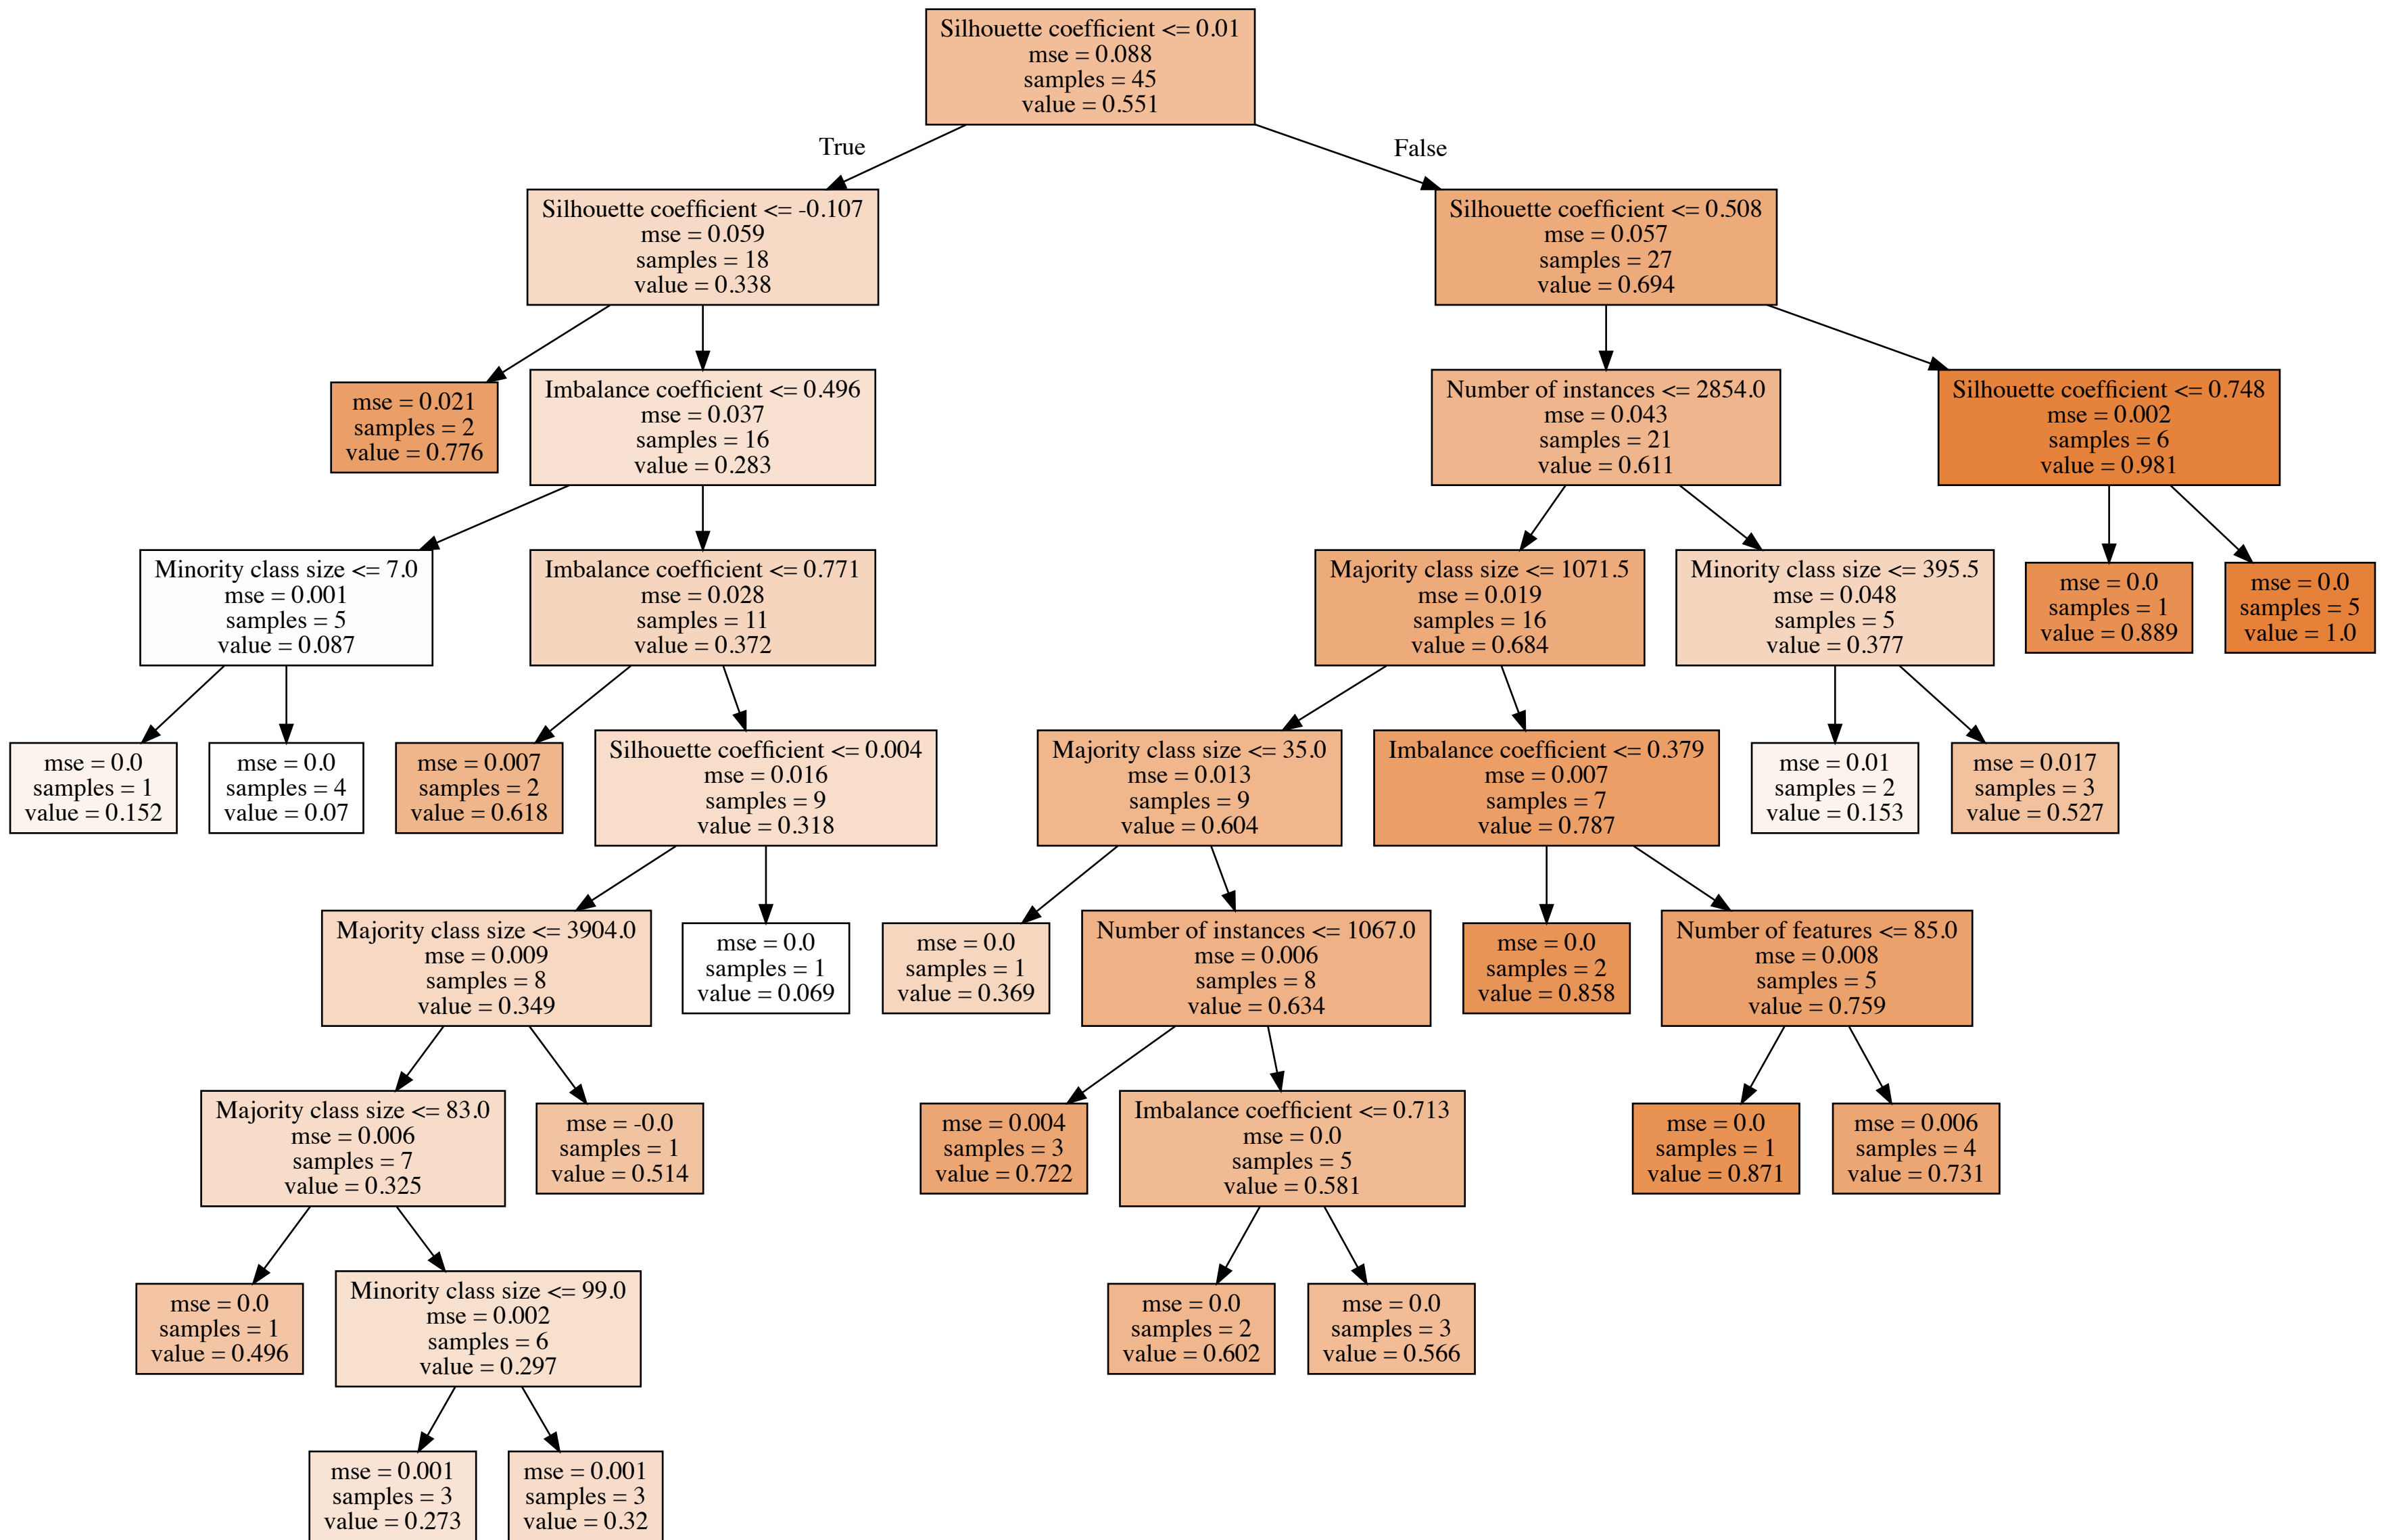 Silhouette coefficient <= 0.01
mse = 0.088
samples = 45
value = 0.551
True
False
Silhouette coefficient <= -0.107
mse = 0.059
samples = 18
value = 0.338
Silhouette coefficient <= 0.508
mse = 0.057
samples = 27
value = 0.694
mse = 0.021
samples = 2
value = 0.776
Imbalance coefficient <= 0.496
mse = 0.037
samples = 16
value = 0.283
Number of instances <= 2854.0
mse = 0.043
samples = 21
value = 0.611
Silhouette coefficient <= 0.748
mse = 0.002
samples = 6
value = 0.981
Minority class size <= 7.0
mse = 0.001
samples = 5
value = 0.087
Imbalance coefficient <= 0.771
mse = 0.028
samples = 11
value = 0.372
Majority class size <= 1071.5
mse = 0.019
samples = 16
value = 0.684
Minority class size <= 395.5
mse = 0.048
samples = 5
value = 0.377
mse = 0.0
samples = 1
value = 0.889
mse = 0.0
samples = 5
value = 1.0
mse = 0.0
samples = 1
value = 0.152
mse = 0.0
samples = 4
value = 0.07
mse = 0.007
samples = 2
value = 0.618
Silhouette coefficient <= 0.004
mse = 0.016
samples = 9
value = 0.318
Majority class size <= 35.0
mse = 0.013
samples = 9
value = 0.604
Imbalance coefficient <= 0.379
mse = 0.007
samples = 7
value = 0.787
mse = 0.01
samples = 2
value = 0.153
mse = 0.017
samples = 3
value = 0.527
Majority class size <= 3904.0
mse = 0.009
samples = 8
value = 0.349
mse = 0.0
samples = 1
value = 0.069
mse = 0.0
samples = 1
value = 0.369
Number of instances <= 1067.0
mse = 0.006
samples = 8
value = 0.634
mse = 0.0
samples = 2
value = 0.858
Number of features <= 85.0
mse = 0.008
samples = 5
value = 0.759
Majority class size <= 83.0
mse = 0.006
samples = 7
value = 0.325
mse = -0.0
samples = 1
value = 0.514
mse = 0.004
samples = 3
value = 0.722
Imbalance coefficient <= 0.713
mse = 0.0
samples = 5
value = 0.581
mse = 0.0
samples = 1
value = 0.871
mse = 0.006
samples = 4
value = 0.731
mse = 0.0
samples = 1
value = 0.496
Minority class size <= 99.0
mse = 0.002
samples = 6
value = 0.297
mse = 0.0
samples = 2
value = 0.602
mse = 0.0
samples = 3
value = 0.566
mse = 0.001
samples = 3
value = 0.273
mse = 0.001
samples = 3
value = 0.32